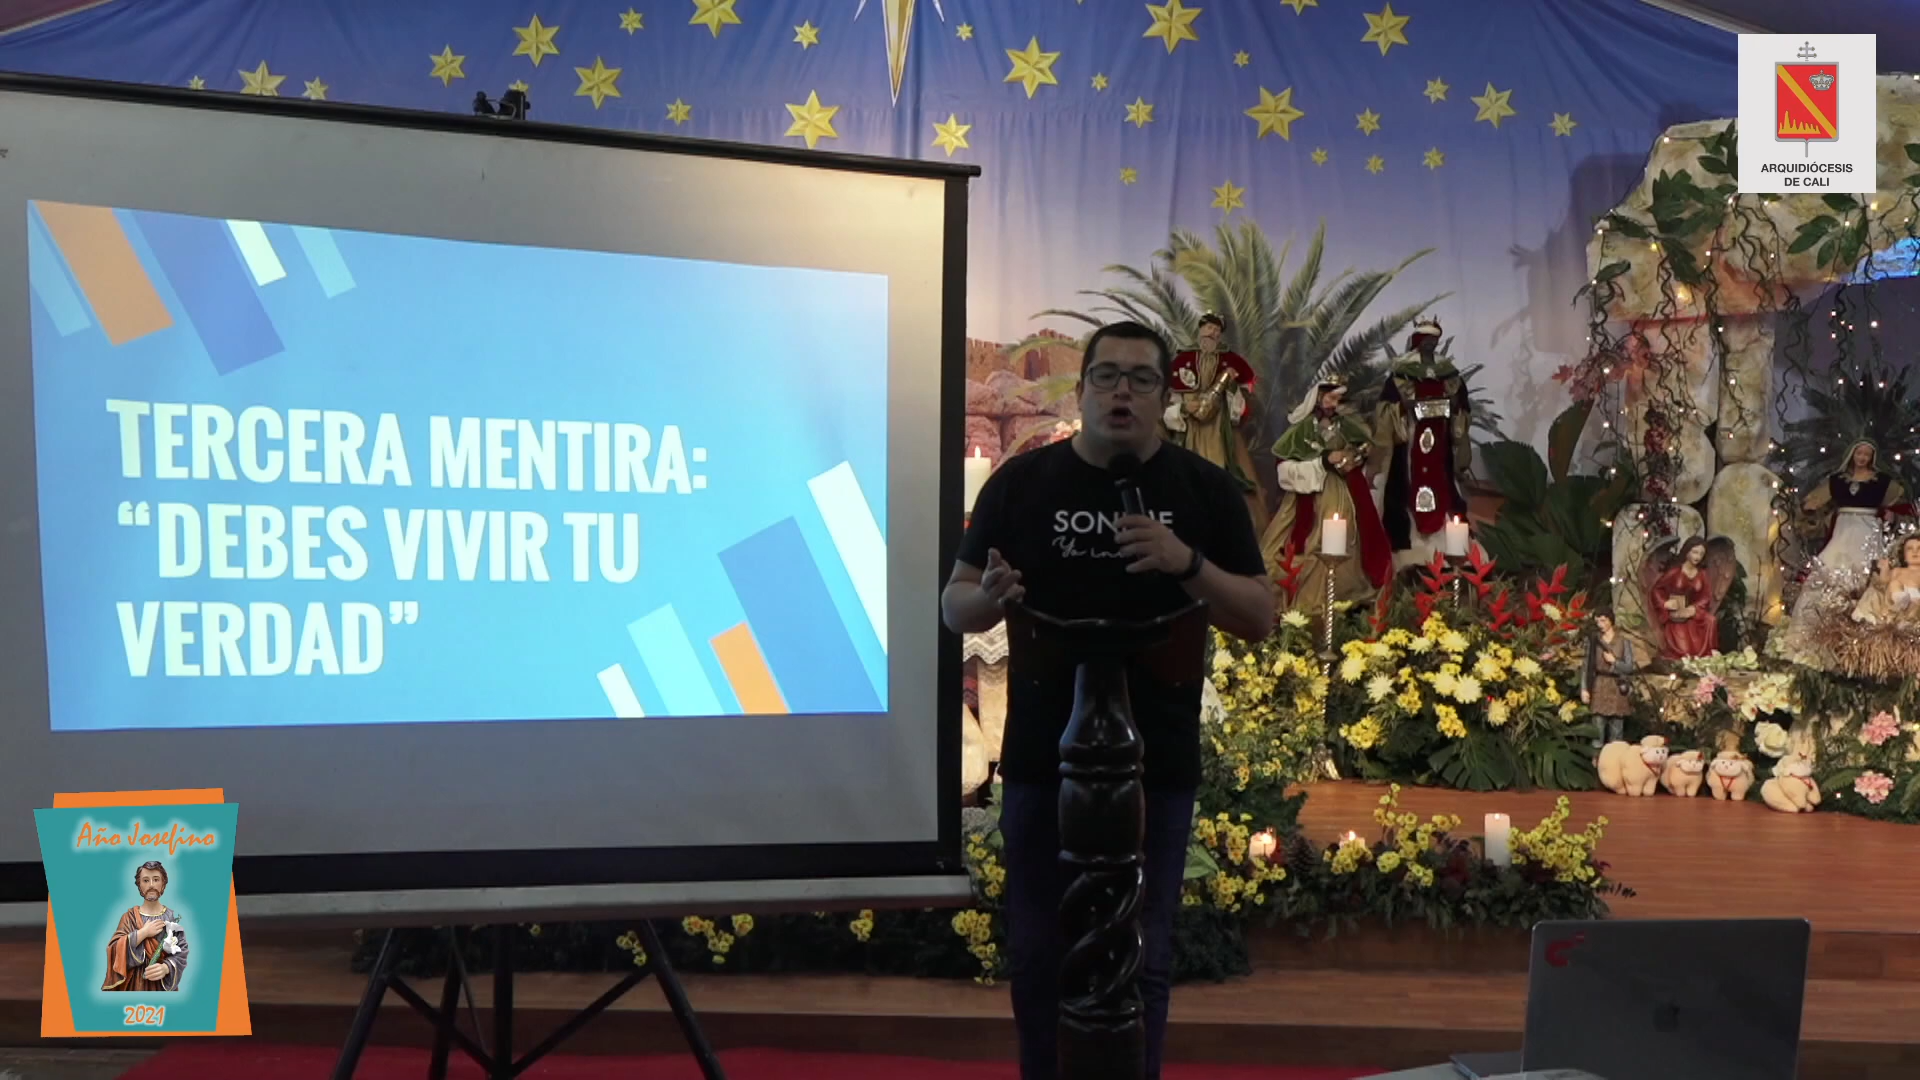 TERCERA MENTIRA:
“DEBES VIVIR TU
VERDAD”
ARQUIDIÓCESIS
DE CALI
Año Josefino
2021